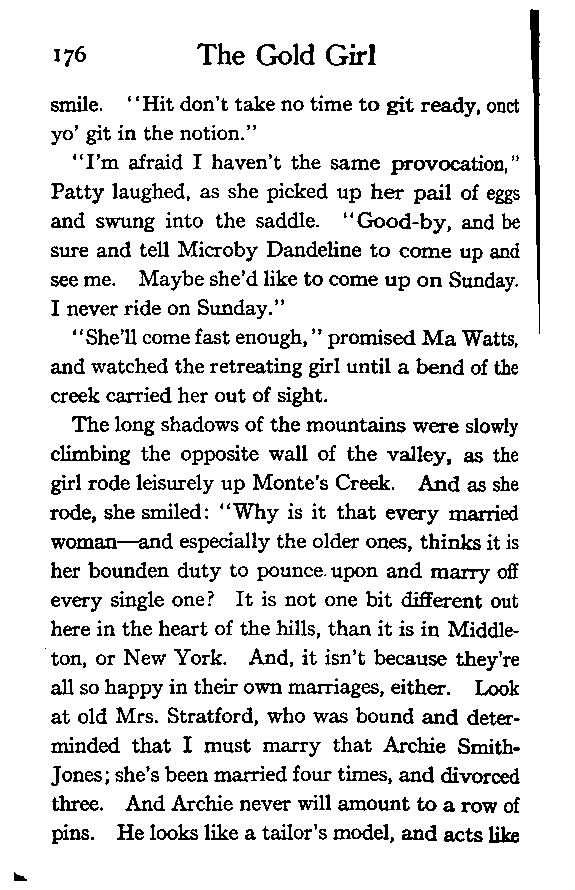 176 The Gold Girl
smile. "Hit don't take no time to git ready, onct
yo' git in the notion."
"I'm afraid I haven't the same provocation,"
Patty laughed, as she picked up her pail of eggs
and swung into the saddle. "Good-by, and be
sure and tell Microby Dandeline to come up and
see me. Maybe she'd like to come up on Sunday.
I never ride on Sunday."
"She'll come fast enough," promised Ma Watts,
and watched the retreating girl until a bend of the
creek carried her out of sight.
The long shadows of the mountains were slowly
climbing the opposite wall of the valley, as the
girl rode leisurely up Monte's Creek. And as she
rode, she smiled: "Why is it that every married
woman—and especially the older ones, thinks it is
her bounden duty to pounce upon and marry off
every single one? It is not one bit different out
here in the heart of the hills, than it is in Middle-
ton, or New York. And, it isn't because they're
all so happy in their own marriages, either. Look
at old Mrs. Stratford, who was bound and deter-
minded that I must marry that Archie Smith-
Jones; she's been married four times, and divorced
three. And Archie never will amount to a row of
pins. He looks like a tailor's model, and acts like